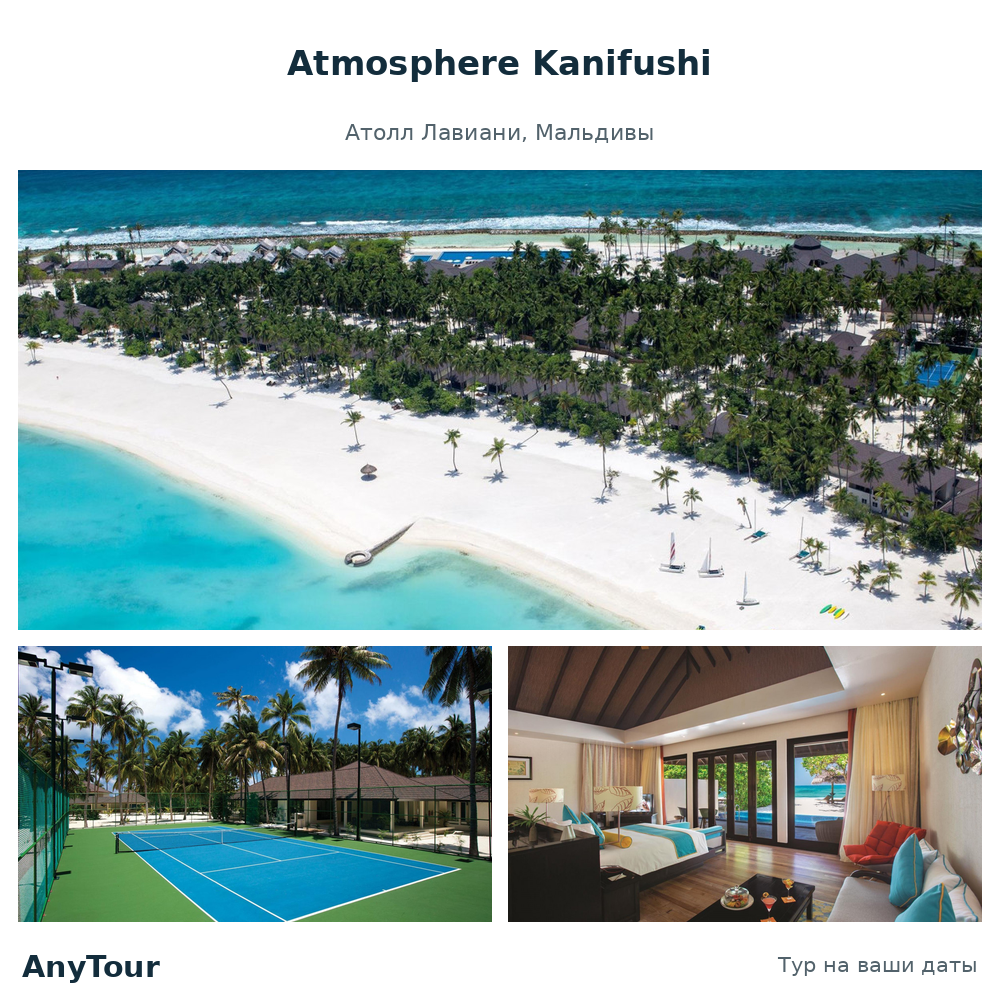 Atmosphere Kanifushi
Атолл Лавиани, Мальдивы
AnyTour
Тур на ваши даты